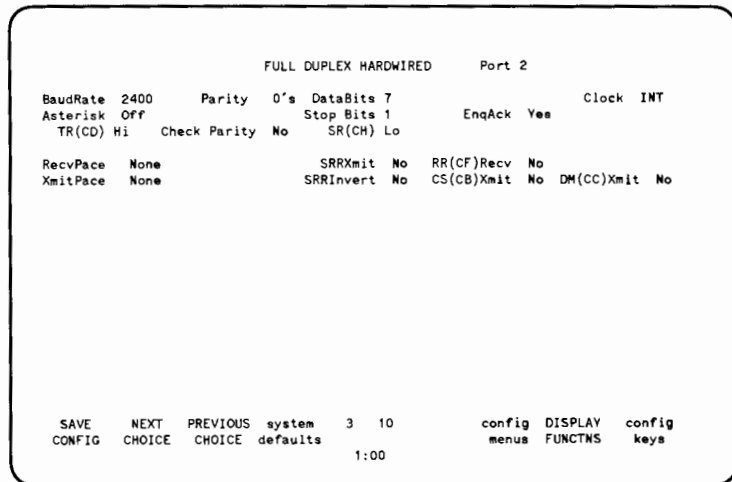 FULL DUPLEX HARDWIRED Port 2
BaudRate 2400 Parity 0's DataBits 7 Clock INT
Asterisk Off Stop Bits 1 EnqAck Yes
TR(CD) Hi Check Parity No SR(CH) Lo
RecvPace None SRRXmit No RR(CF)Recv No
XmitPace None SRRInvert No CS(CB)Xmit No DM(CC)Xmit No
SAVE NEXT PREVIOUS system 3 10 config DISPLAY config
CONFIG CHOICE CHOICE defaults menus FUNCTNS keys
1:00